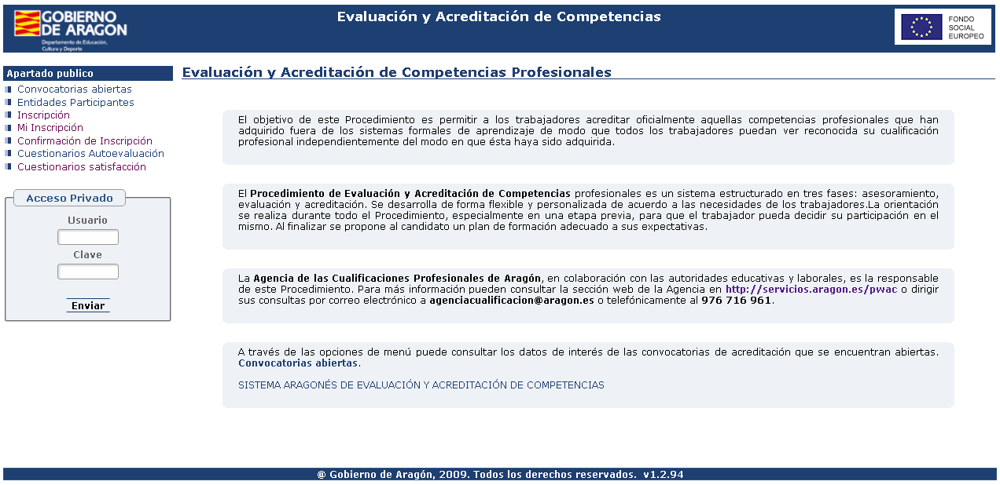 GOBIERNO
DE ARAGON
Departamento de Educación,
Cultura y Deporte
Evaluación y Acreditación de Competencias
FONDO
SOCIAL
EUROPEO
Apartado publico
Convocatorias abiertas
Entidades Participantes
Inscripción
Mi Inscripción
Confirmación de Inscripción
Cuestionarios Autoevaluación
Cuestionarios satisfacción
Acceso Privado
Usuario
Clave
Enviar
Evaluación y Acreditación de Competencias Profesionales
El objetivo de este Procedimiento es permitir a los trabajadores acreditar oficialmente aquellas competencias profesionales que han
adquirido fuera de los sistemas formales de aprendizaje de modo que todos los trabajadores puedan ver reconocida su cualificación
profesional independientemente del modo en que ésta haya sido adquirida.
El Procedimiento de Evaluación y Acreditación de Competencias profesionales es un sistema estructurado en tres fases: asesoramiento,
evaluación y acreditación. Se desarrolla de forma flexible y personalizada de acuerdo a las necesidades de los trabajadores.La orientación
se realiza durante todo el Procedimiento, especialmente en una etapa previa, para que el trabajador pueda decidir su participación en el
mismo. Al finalizar se propone al candidato un plan de formación adecuado a sus expectativas.
La Agencia de las Cualificaciones Profesionales de Aragón, en colaboración con las autoridades educativas y laborales, es la responsable
de este Procedimiento. Para más información pueden consultar la sección web de la Agencia en http://servicios.aragon.es/pwac o dirigir
sus consultas por correo electrónico a agenciacualificacion@aragon.es o telefónicamente al 976 716 961.
A través de las opciones de menú puede consultar los datos de interés de las convocatorias de acreditación que se encuentran abiertas.
Convocatorias abiertas.
SISTEMA ARAGONÉS DE EVALUACIÓN Y ACREDITACIÓN DE COMPETENCIAS
@ Gobierno de Aragón, 2009. Todos los derechos reservados. v1.2.94